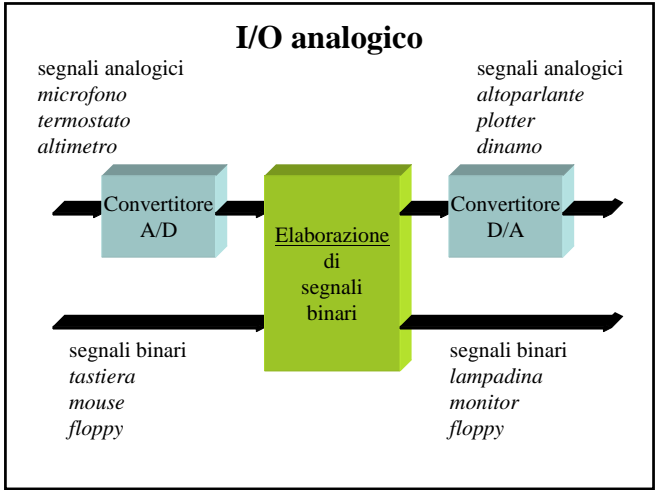 I/O analogico
segnali analogici
microfono
termostato
altimetro
segnali analogici
altoparlante
plotter
dinamo
Convertitore
A/D
Elaborazione
di
segnali
binari
Convertitore
D/A
segnali binari
tastiera
mouse
floppy
segnali binari
lampadina
monitor
floppy